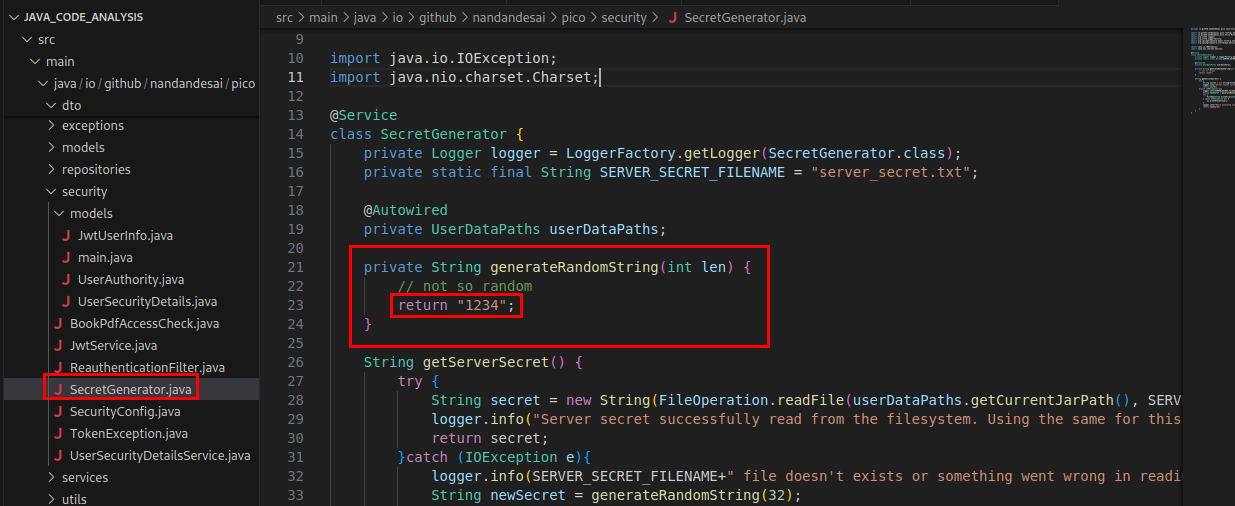 JAVA_CODE_ANALYSIS
src
main
java / io / github / nandandesai / pico
dto
exceptions
models
repositories
security
models
JwtUserInfo.java
main.java
UserAuthority.java
UserSecurityDetails.java
BookPdfAccessCheck.java
JwtService.java
ReauthenticationFilter.java
SecretGenerator.java
SecurityConfig.java
TokenException.java
UserSecurityDetailsService.java
services
utils
src > main > java > io > github > nandandesai > pico > security > J SecretGenerator.java
9
10 import java.io.IOException;
11 import java.nio.charset.Charset;
12
13 @Service
14 class SecretGenerator {
15 private Logger logger = LoggerFactory.getLogger(SecretGenerator.class);
16 private static final String SERVER_SECRET_FILENAME = "server_secret.txt";
17
18 @Autowired
19 private UserDataPaths userDataPaths;
20
21 private String generateRandomString(int len) {
22 // not so random
23 return "1234";
24 }
25
26 String getServerSecret() {
27 try {
28 String secret = new String(FileOperation.readFile(userDataPaths.getCurrentJarPath(), SERV
29 logger.info("Server secret successfully read from the filesystem. Using the same for this
30 return secret;
31 }catch (IOException e){
32 logger.info(SERVER_SECRET_FILENAME+" file doesn't exists or something went wrong in readi
33 String newSecret = generateRandomString(32);